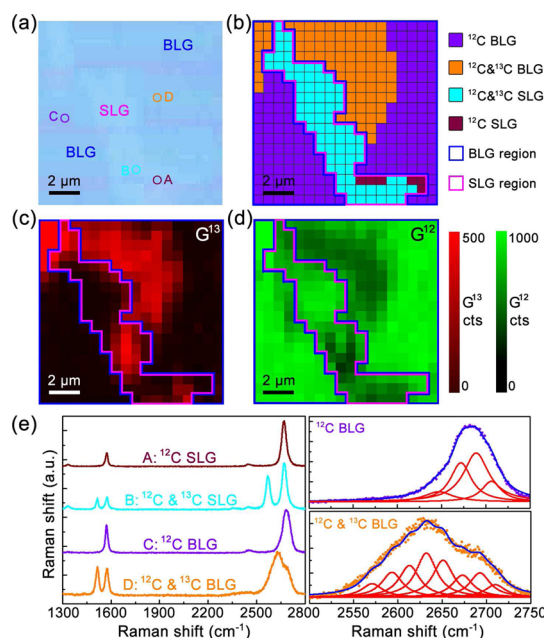 (a)
BLG
C
SLG
D
BLG
B
A
2 μm
(b)
2 μm
¹²C BLG
¹²C&¹³C BLG
¹²C&¹³C SLG
¹²C SLG
BLG region
SLG region
(c)
G¹³
2 μm
(d)
G¹²
2 μm
500
G¹³
cts
0
1000
G¹²
cts
0
(e)
Raman shift (a.u.)
A: ¹²C SLG
B: ¹²C & ¹³C SLG
C: ¹²C BLG
D: ¹²C & ¹³C BLG
1300 1600 1900 2200 2500 2800
Raman shift (cm⁻¹)
¹²C BLG
¹²C & ¹³C BLG
2550 2600 2650 2700 2750
Raman shift (cm⁻¹)